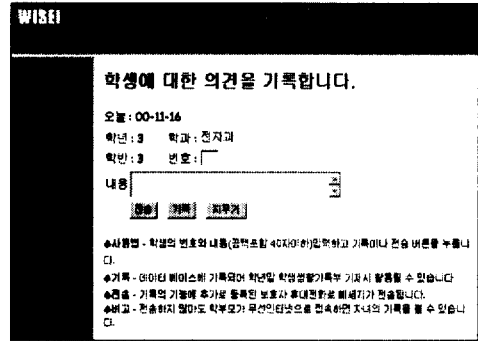 WISEI
학생에 대한 의견을 기록합니다.
오늘 : 00-11-16
학년 : 3 학과 : 전자과
학반 : 3 번호 :
내용
전송 기록 지우기
♠사용법 - 학생의 번호와 내용(공백포함 40자이하)입력하고 기록이나 전송 버튼을 누릅니
다.
♠기록 - 데이터 베이스에 기록되어 학년말 학생생활기록부 기재시 활용될 수 있습니다
♠전송 - 기록의 기능에 추가로 등록된 보호자 휴대전화로 메세지가 전송됩니다.
♠비고 - 전송하지 않아도 학부모가 무선인터넷으로 접속하면 자녀의 기록을 볼 수 있습니
다.